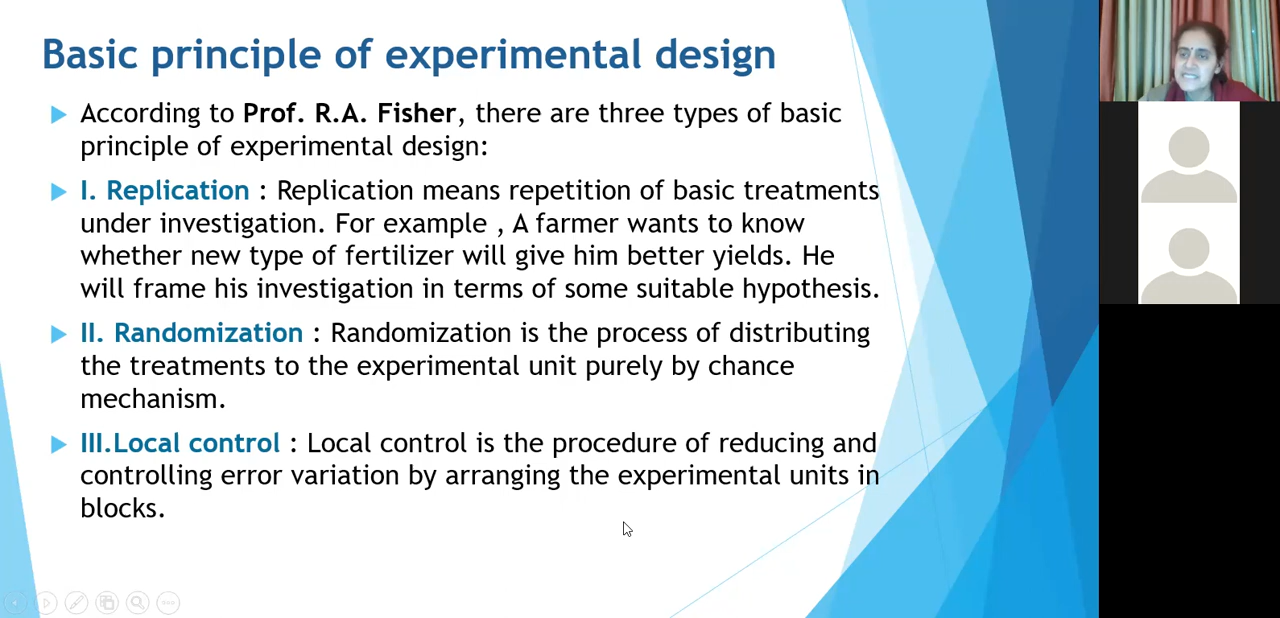 Basic principle of experimental design
According to Prof. R.A. Fisher, there are three types of basic
principle of experimental design:
I. Replication : Replication means repetition of basic treatments
under investigation. For example , A farmer wants to know
whether new type of fertilizer will give him better yields. He
will frame his investigation in terms of some suitable hypothesis.
II. Randomization : Randomization is the process of distributing
the treatments to the experimental unit purely by chance
mechanism.
III.Local control : Local control is the procedure of reducing and
controlling error variation by arranging the experimental units in
blocks.